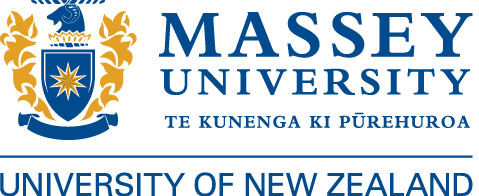 MASSEY
UNIVERSITY
TE KUNENGA KI PŪREHUROA
UNIVERSITY OF NEW ZEALAND